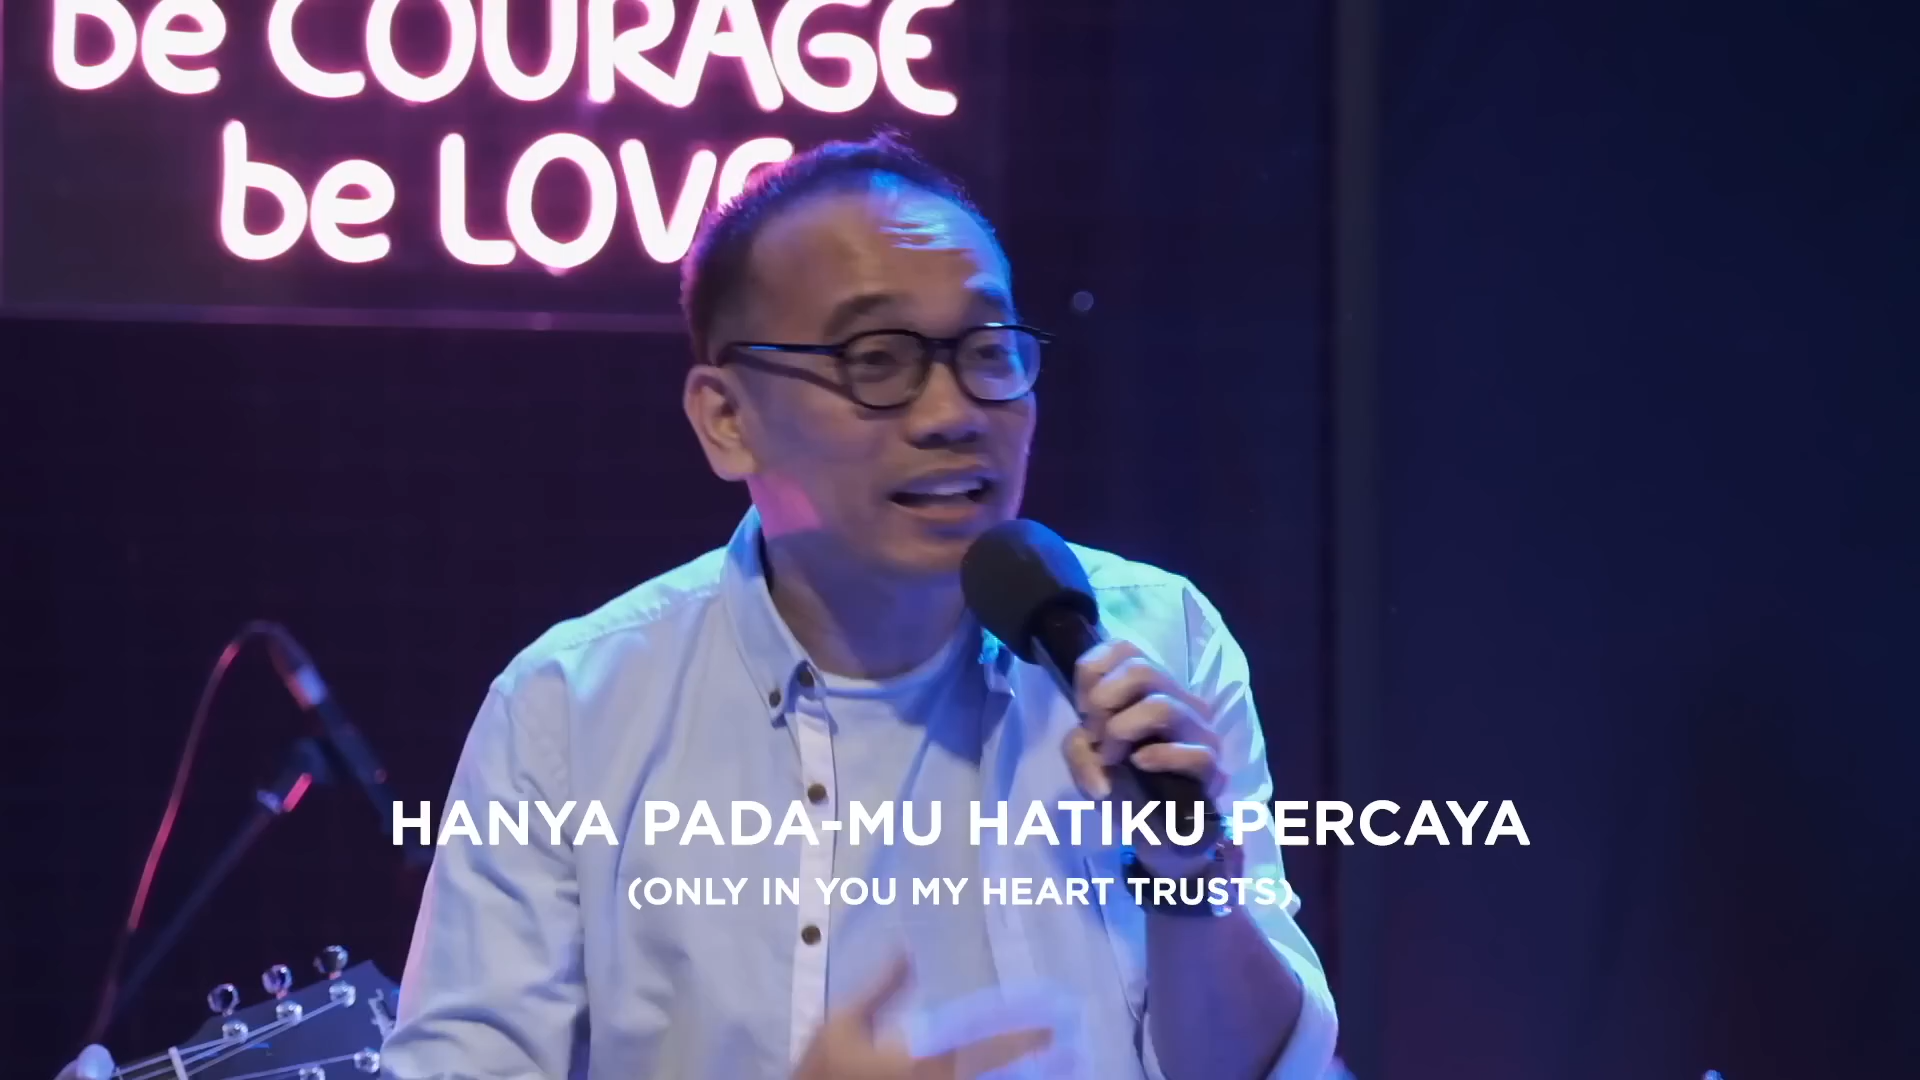 be COURAGE
be LOVE
HANYA PADA-MU HATIKU PERCAYA
(ONLY IN YOU MY HEART TRUSTS)